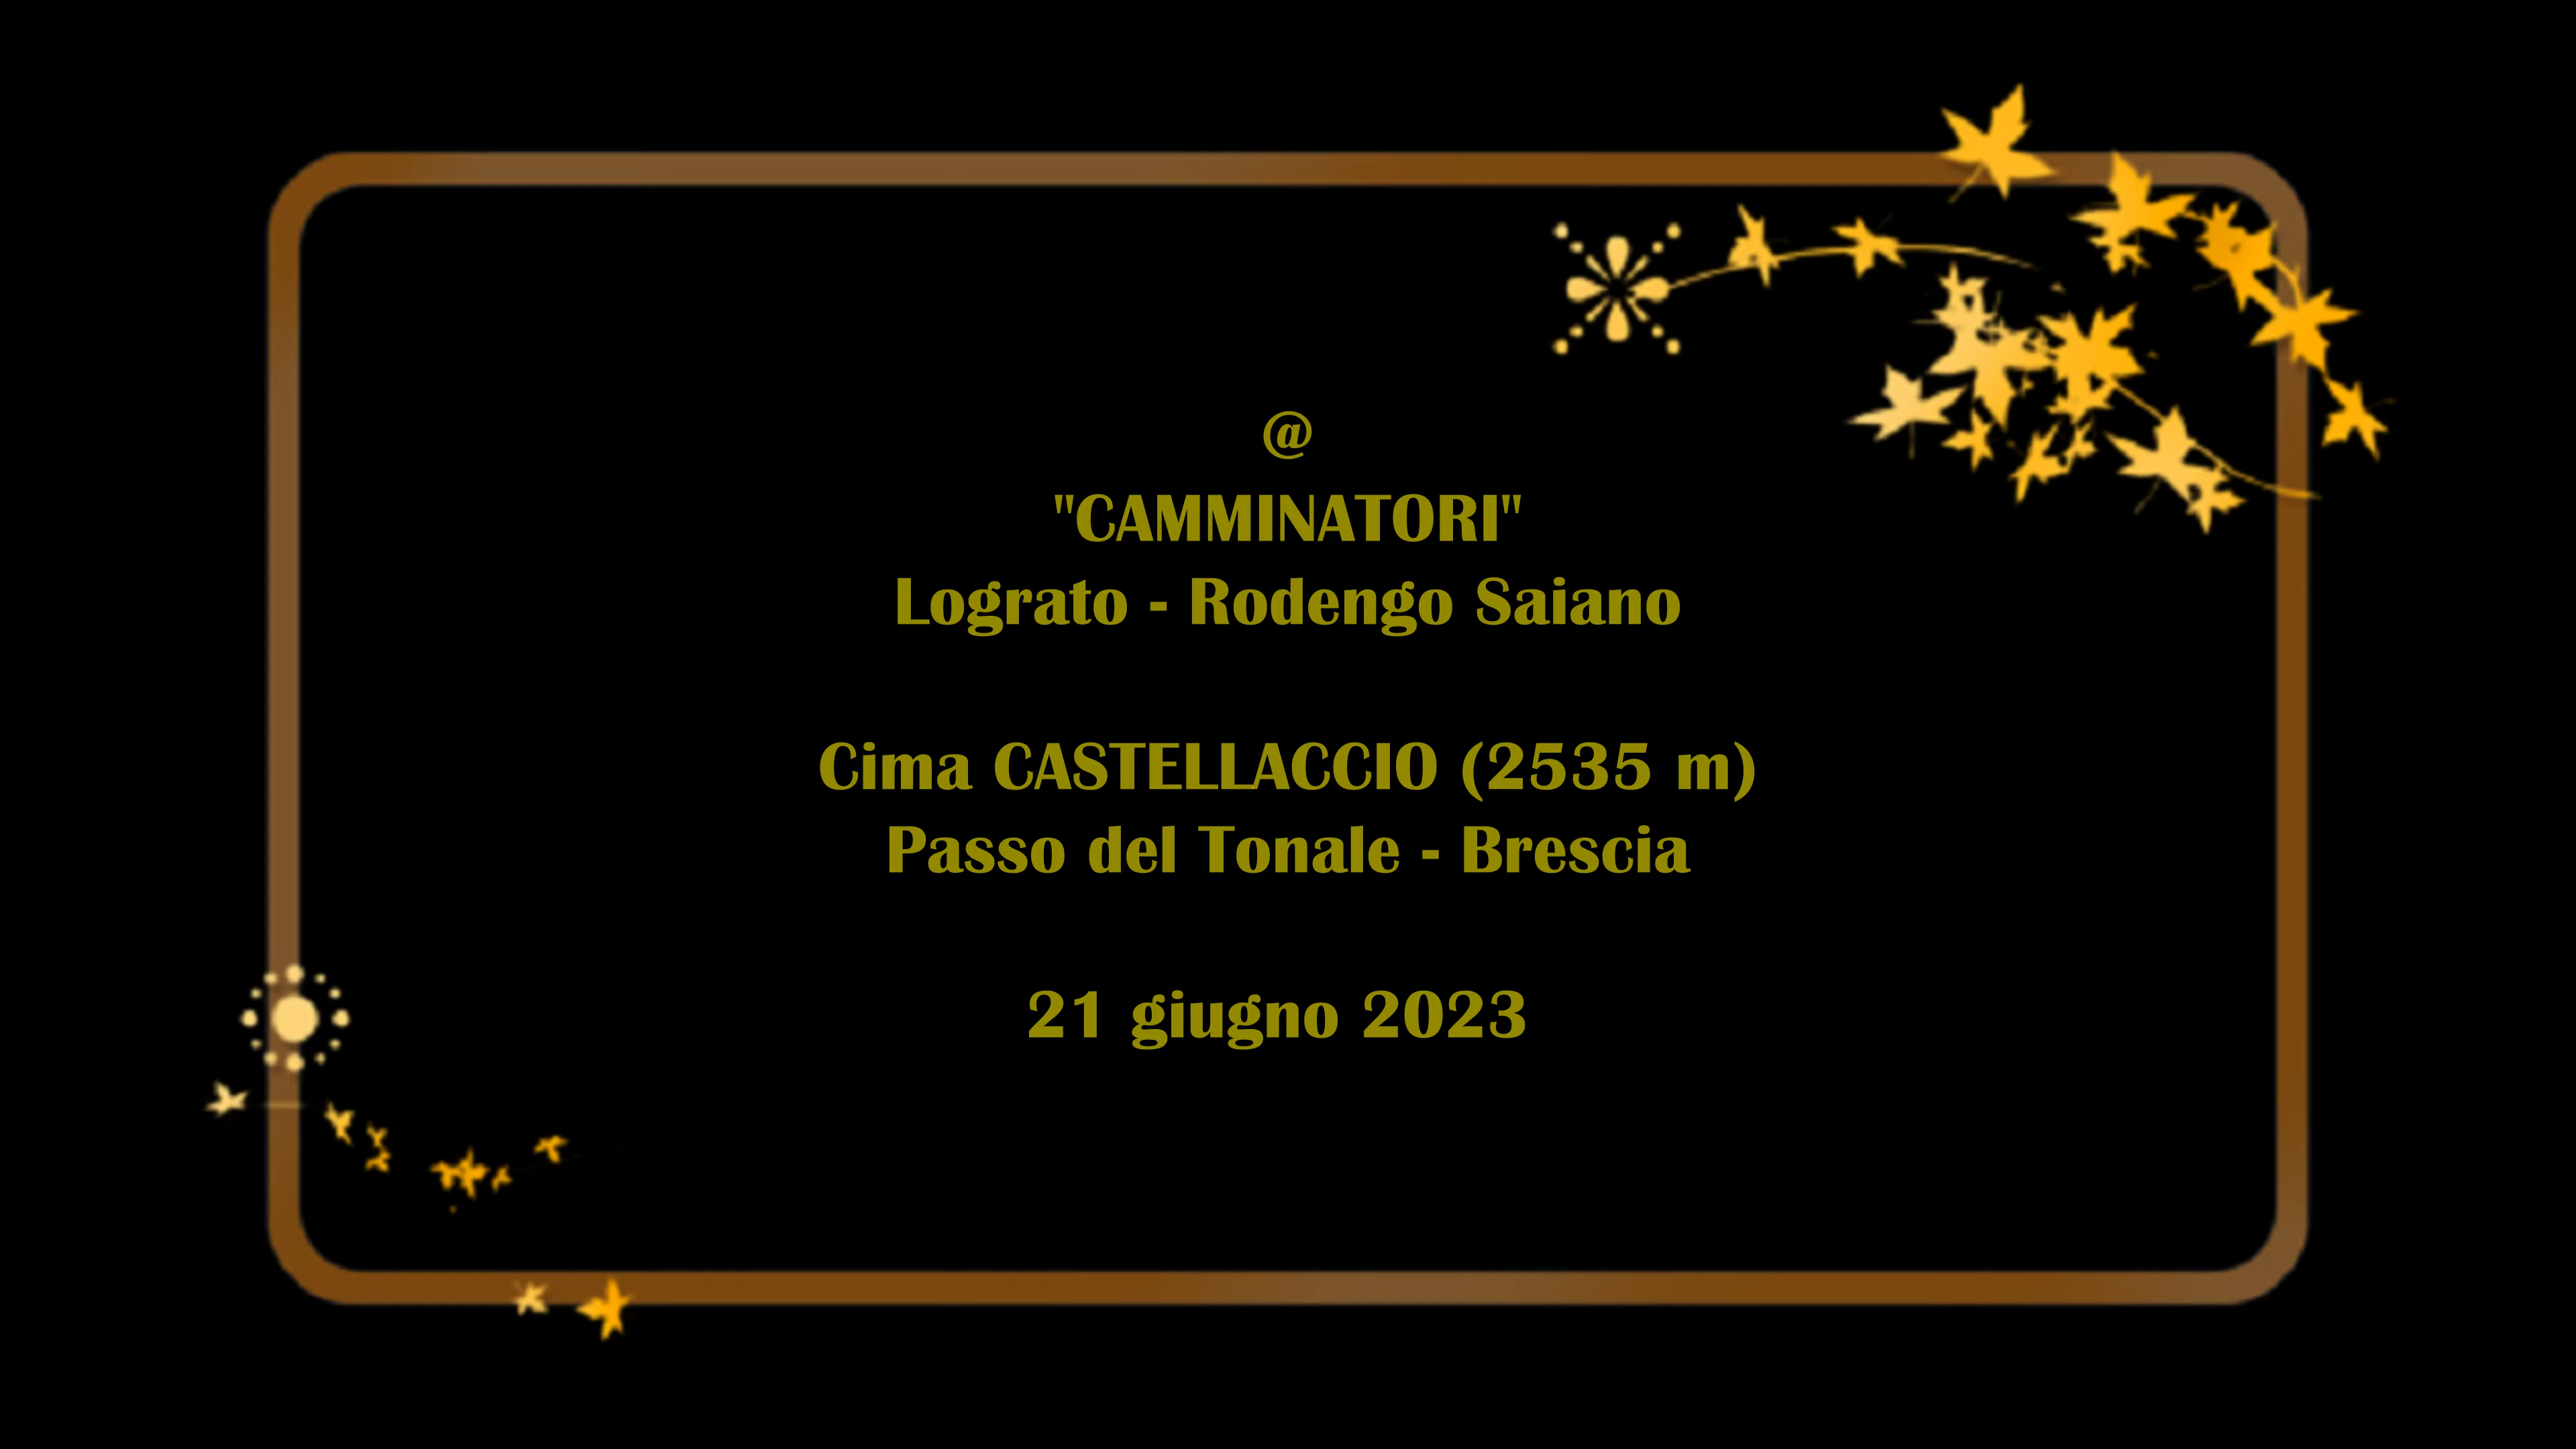 @
"CAMMINATORI"
Lograto - Rodengo Saiano
Cima CASTELLACCIO (2535 m)
Passo del Tonale - Brescia
21 giugno 2023